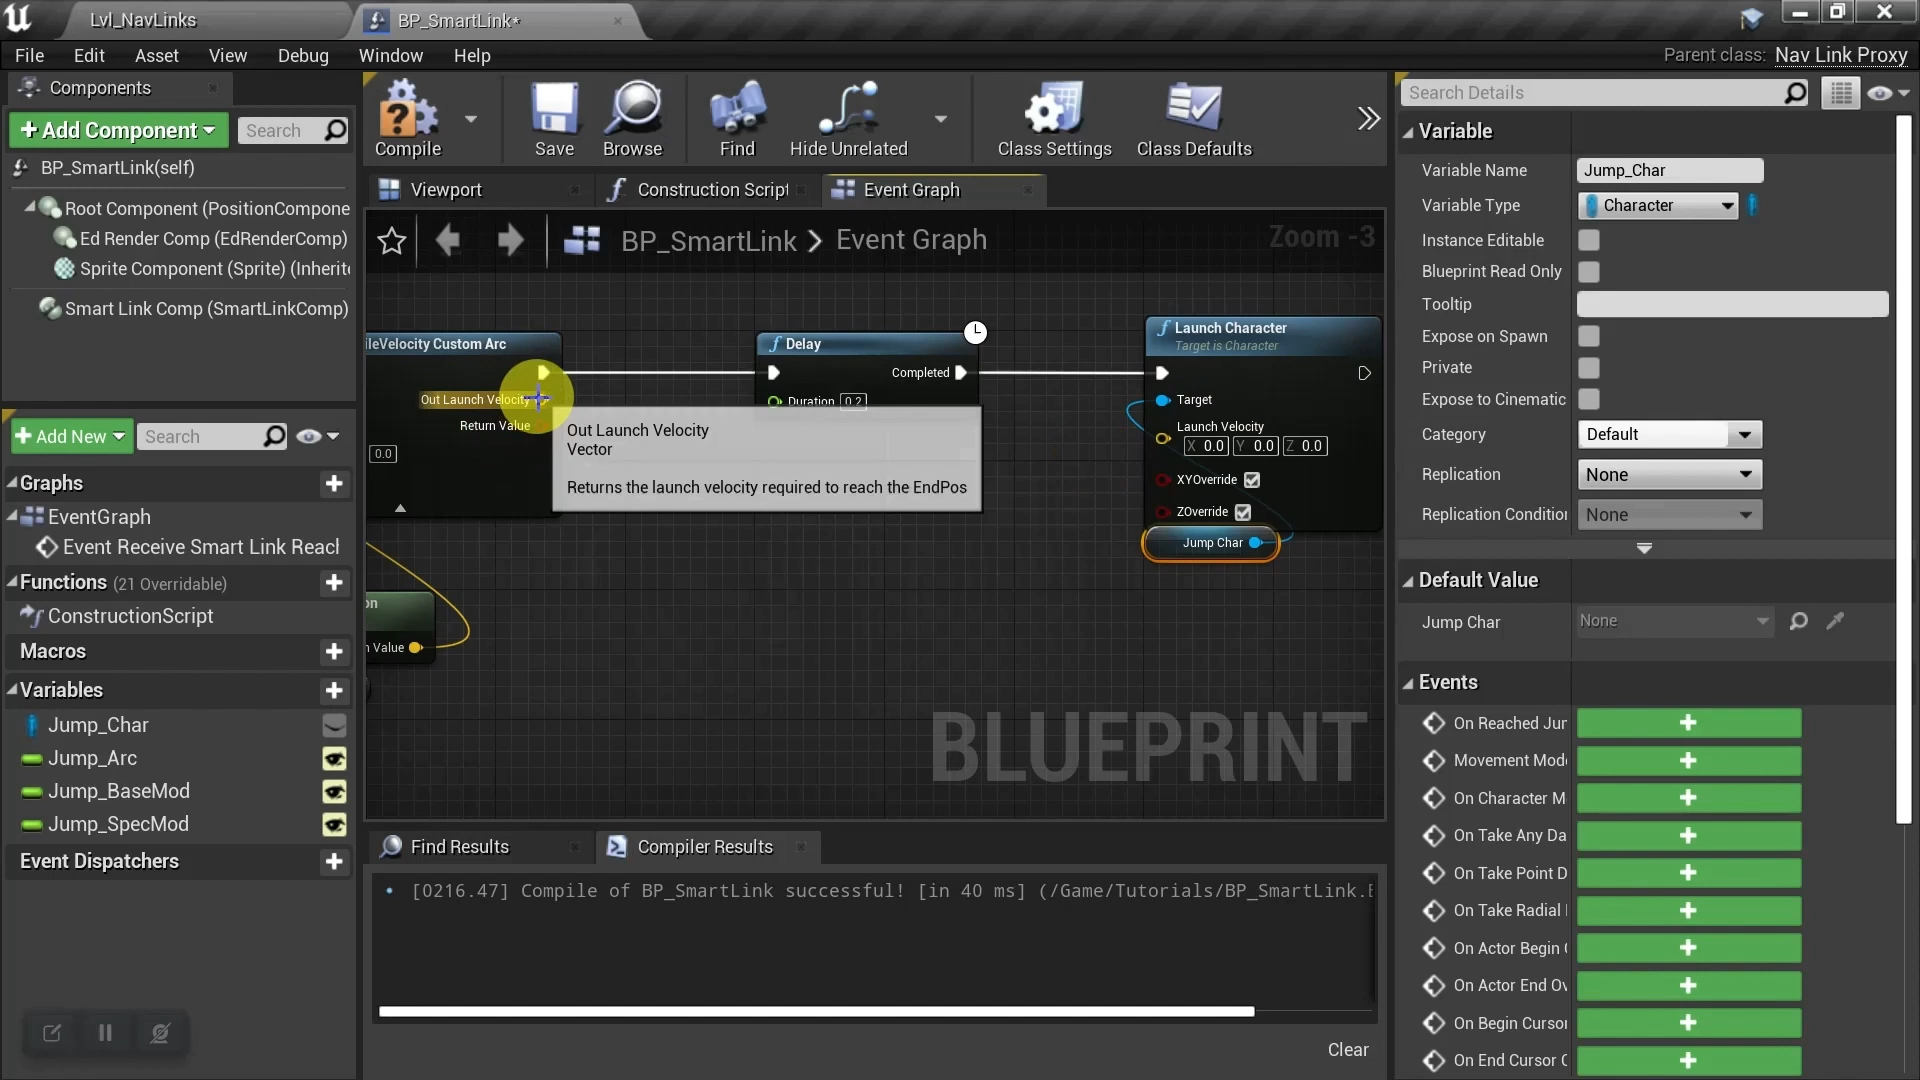 Lvl_NavLinks
BP_SmartLink*
File Edit Asset View Debug Window Help
Parent class: Nav Link Proxy
Components
Add Component
Search
BP_SmartLink(self)
Root Component (PositionCompone
Ed Render Comp (EdRenderComp)
Sprite Component (Sprite) (Inherite
Smart Link Comp (SmartLinkComp)
Add New
Search
Graphs
EventGraph
Event Receive Smart Link Reach
Functions (21 Overridable)
ConstructionScript
Macros
Variables
Jump_Char
Jump_Arc
Jump_BaseMod
Jump_SpecMod
Event Dispatchers
Compile
Save
Browse
Find
Hide Unrelated
Class Settings
Class Defaults
Viewport
Construction Script
Event Graph
BP_SmartLink > Event Graph
Zoom -3
ileVelocity Custom Arc
Out Launch Velocity
Return Value
0.0
f Delay
Completed
Duration 0.2
Out Launch Velocity
Vector
Returns the launch velocity required to reach the EndPos
f Launch Character
Target is Character
Target
Launch Velocity
X 0.0 Y 0.0 Z 0.0
XYOverride
ZOverride
Jump Char
on
n Value
BLUEPRINT
Find Results
Compiler Results
[0216.47] Compile of BP_SmartLink successful! [in 40 ms] (/Game/Tutorials/BP_SmartLink.B
Clear
Search Details
Variable
Variable Name Jump_Char
Variable Type Character
Instance Editable
Blueprint Read Only
Tooltip
Expose on Spawn
Private
Expose to Cinematic
Category Default
Replication None
Replication Condition None
Default Value
Jump Char None
Events
On Reached Jum
Movement Mode
On Character M
On Take Any Da
On Take Point D
On Take Radial
On Actor Begin
On Actor End Ov
On Begin Cursor
On End Cursor O